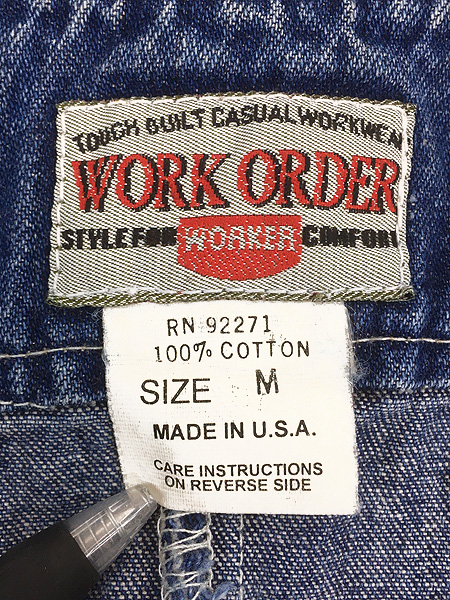 TOUGH BUILT CASUAL WORKWEA
WORK ORDER
STYLE FOR WORKER COMFORT
RN 92271
100% COTTON
SIZE M
MADE IN U.S.A.
CARE INSTRUCTIONS
ON REVERSE SIDE